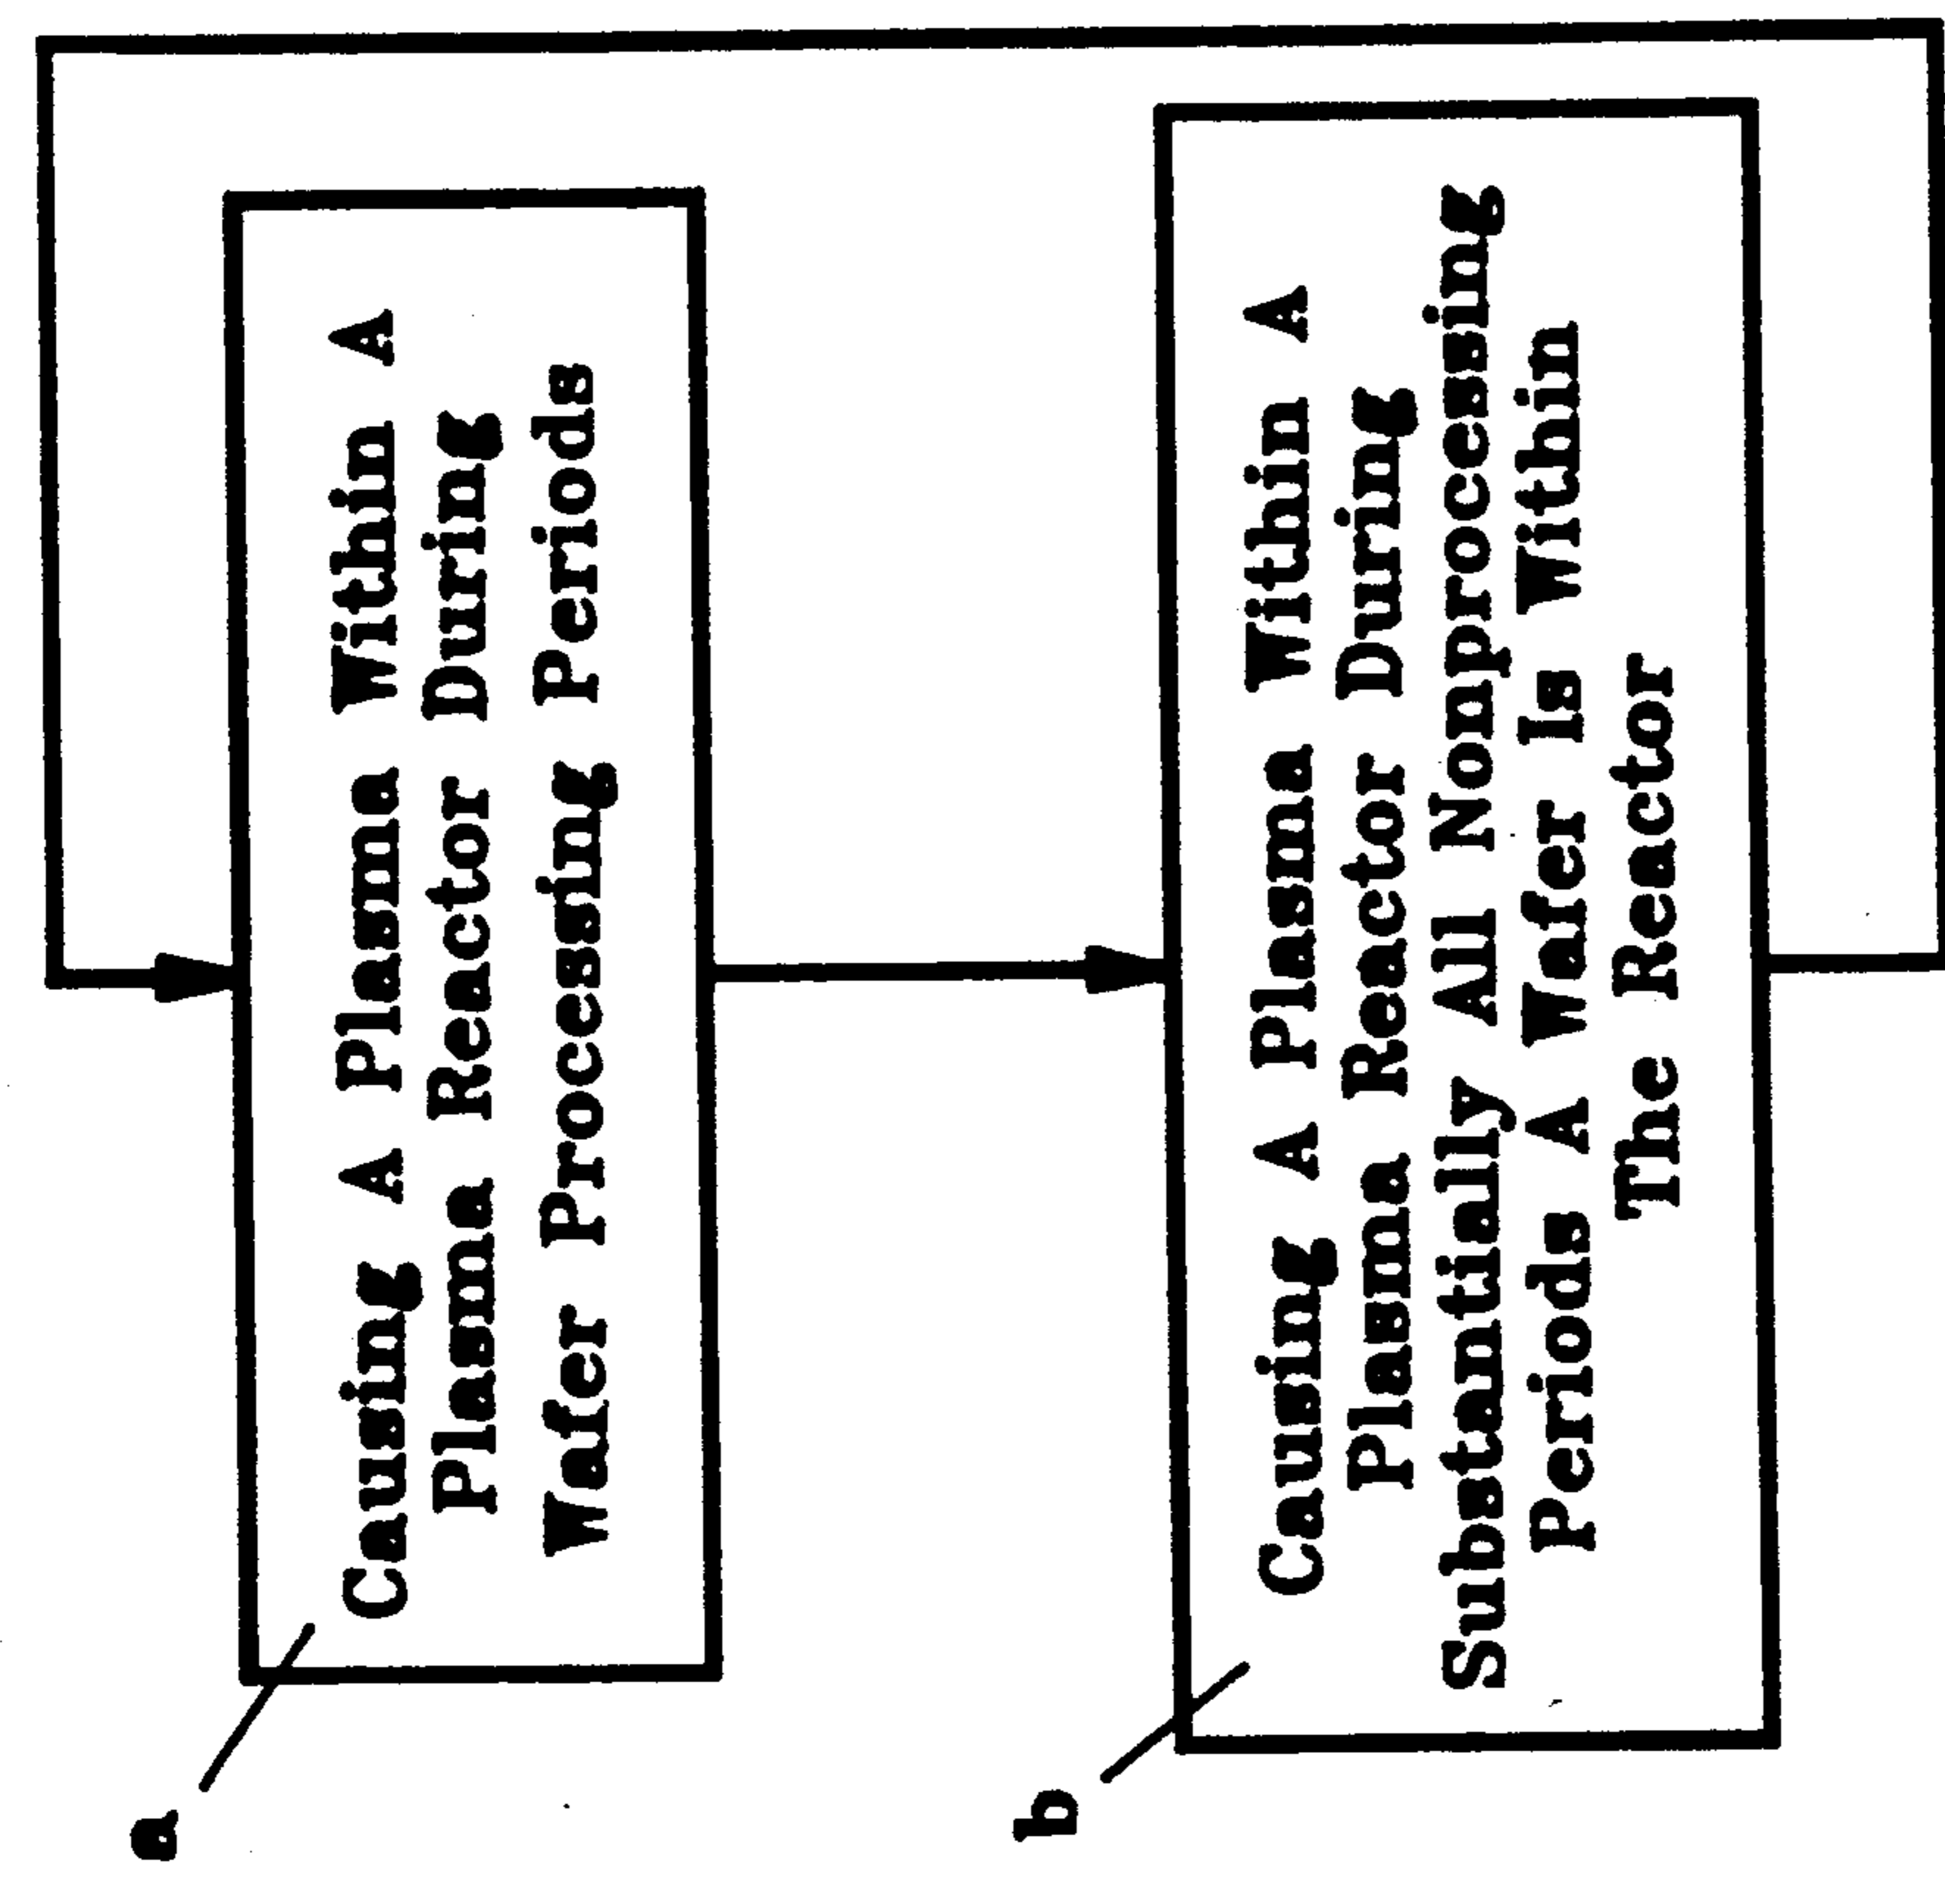 a
Causing A Plasma Within A
Plasma Reactor During
Wafer Processing Periods
b
Causing A Plasma Within A
Plasma Reactor During
Substantially All Nonprocessing
Periods A Wafer is Within
The Reactor